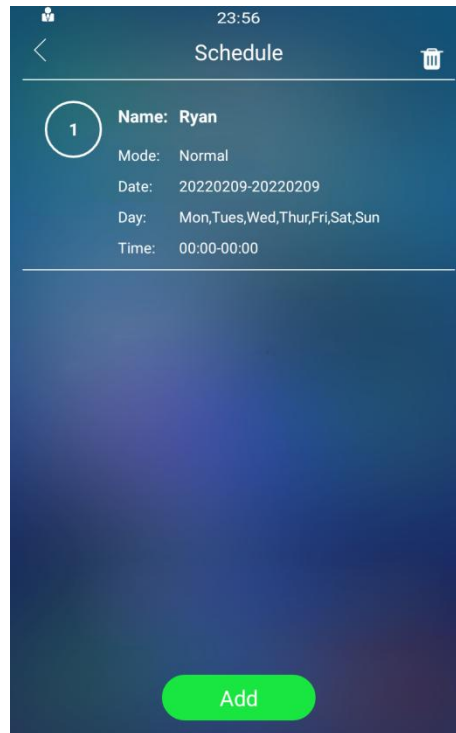 23:56
Schedule
1
Name: Ryan
Mode: Normal
Date: 20220209-20220209
Day: Mon,Tues,Wed,Thur,Fri,Sat,Sun
Time: 00:00-00:00
Add